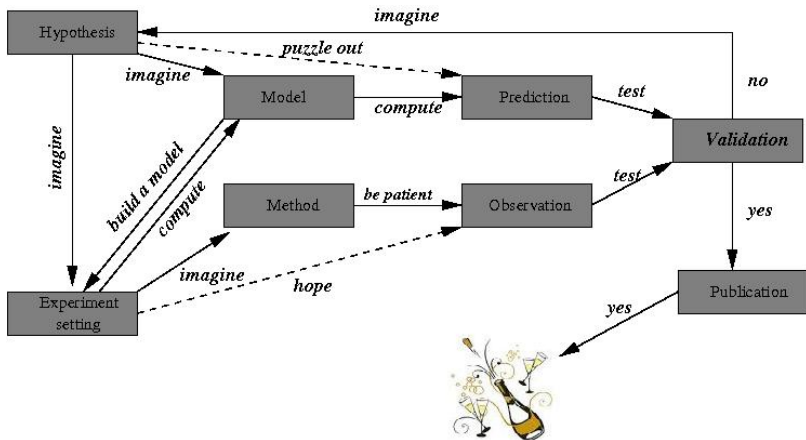 imagine
Hypothesis
puzzle out
imagine
Model
compute
Prediction
test
no
Validation
imagine
build a model
compute
Method
be patient
Observation
test
yes
imagine
hope
Experiment
setting
Publication
yes